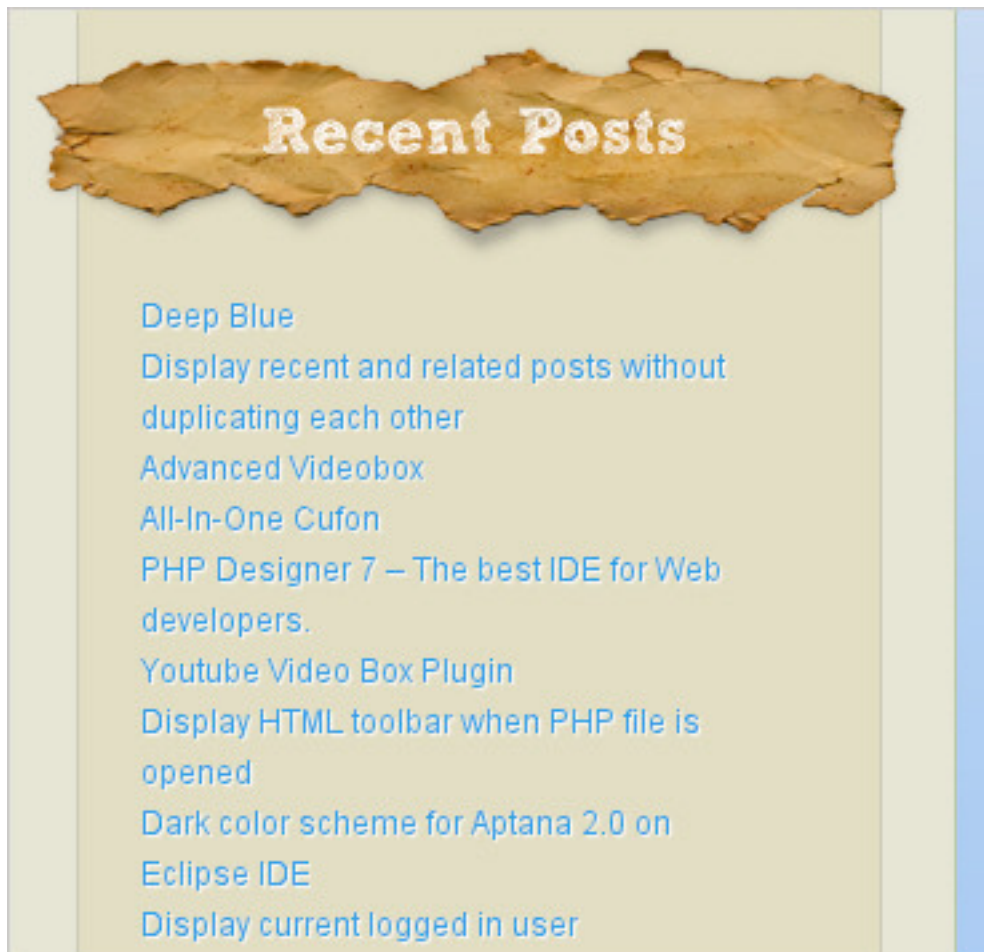 Recent Posts
Deep Blue
Display recent and related posts without
duplicating each other
Advanced Videobox
All-In-One Cufon
PHP Designer 7 – The best IDE for Web
developers.
Youtube Video Box Plugin
Display HTML toolbar when PHP file is
opened
Dark color scheme for Aptana 2.0 on
Eclipse IDE
Display current logged in user